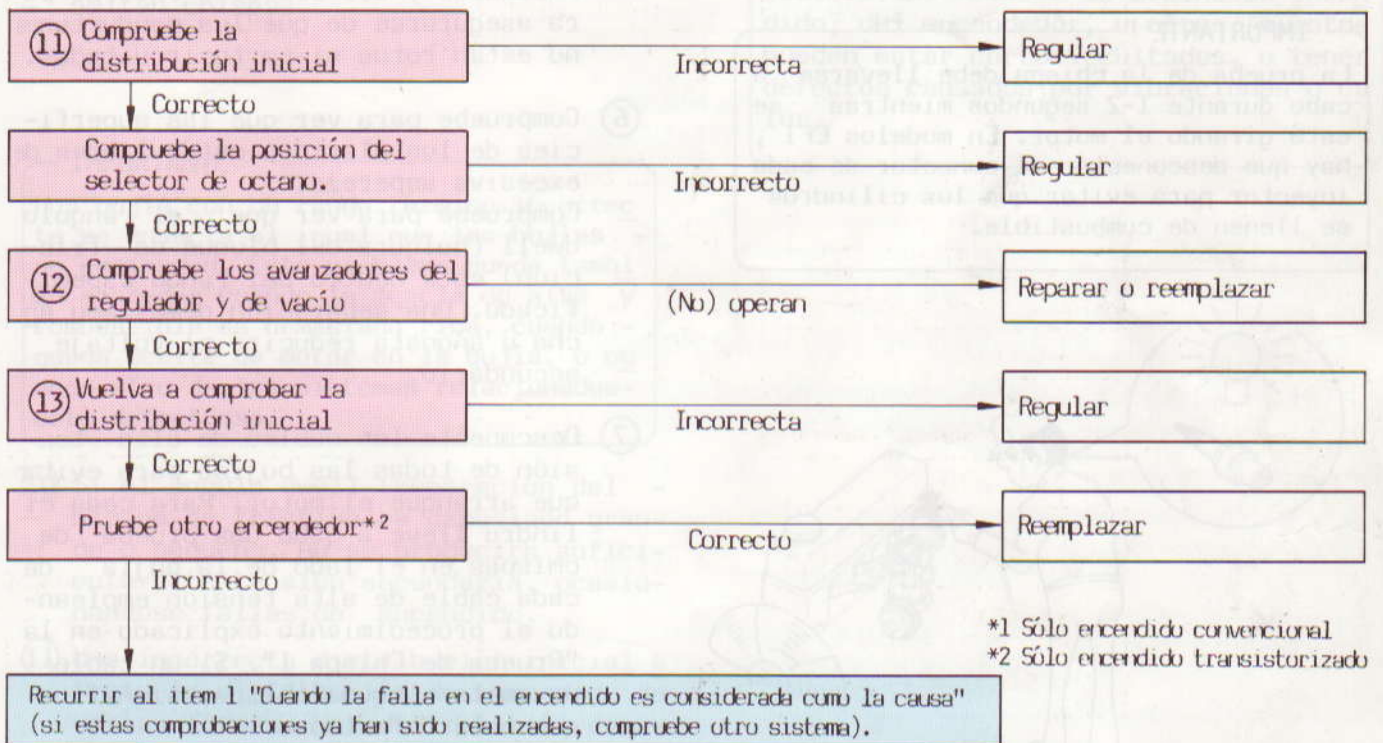 11 Compruebe la
distribución inicial
Incorrecta
Regular
Correcto
Compruebe la posición del
selector de octano.
Incorrecto
Regular
Correcto
12 Compruebe los avanzadores del
regulador y de vacío
(No) operan
Reparar o reemplazar
Correcto
13 Vuelva a comprobar la
distribución inicial
Incorrecta
Regular
Correcto
Pruebe otro encendedor*2
Correcto
Reemplazar
Incorrecto
*1 Sólo encendido convencional
*2 Sólo encendido transistorizado
Recurrir al item 1 "Cuando la falla en el encendido es considerada como la causa"
(si estas comprobaciones ya han sido realizadas, compruebe otro sistema).